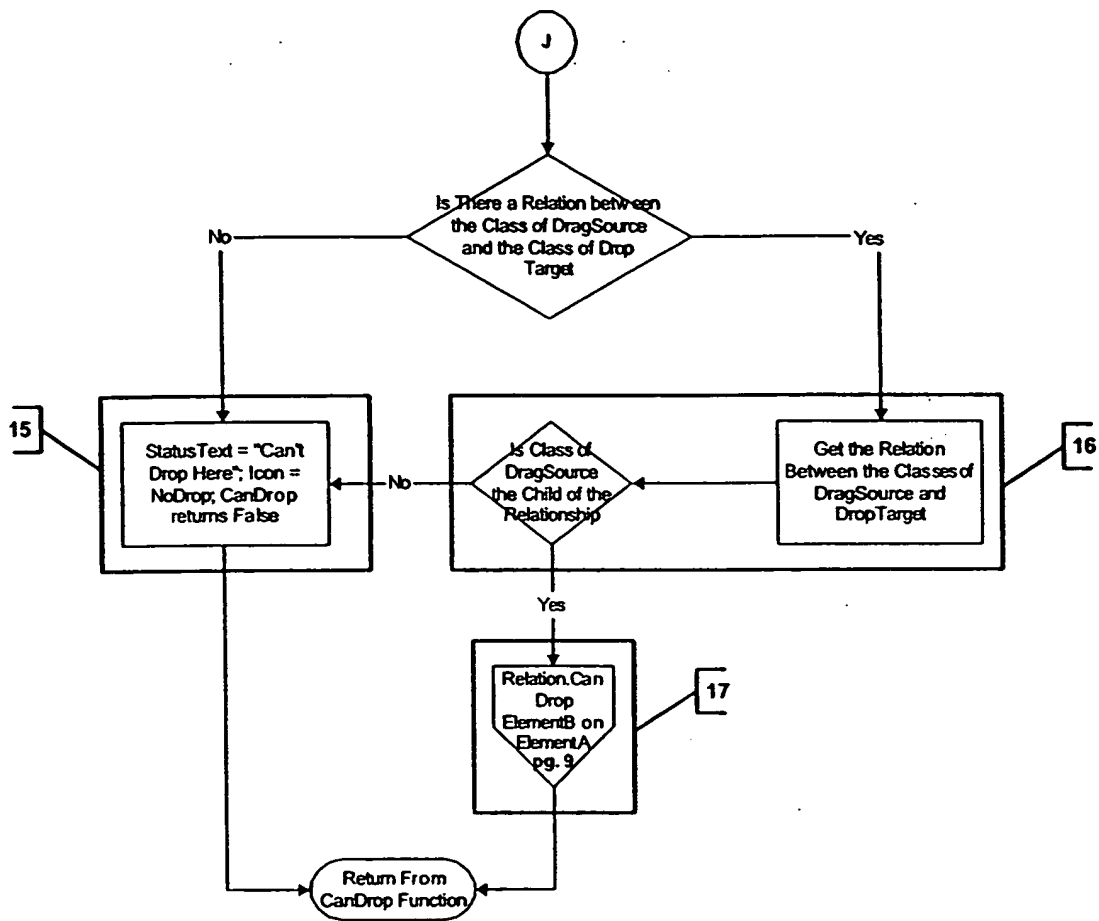 J
Is There a Relation between
the Class of DragSource
and the Class of Drop
Target
No
Yes
15
StatusText = "Can't
Drop Here"; Icon =
NoDrop; CanDrop
returns False
No
Is Class of
DragSource
the Child of the
Relationship
Get the Relation
Between the Classes of
DragSource and
DropTarget
16
Yes
Relation.Can
Drop
ElementB on
ElementA
pg. 9
17
Return From
CanDrop Function